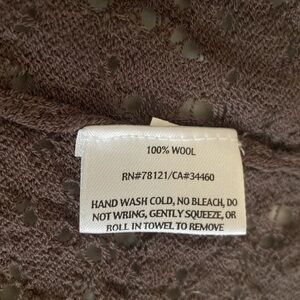 100% WOOL
RN#78121/CA#34460
HAND WASH COLD, NO BLEACH, DO
NOT WRING, GENTLY SQUEEZE, OR
ROLL IN TOWEL TO REMOVE